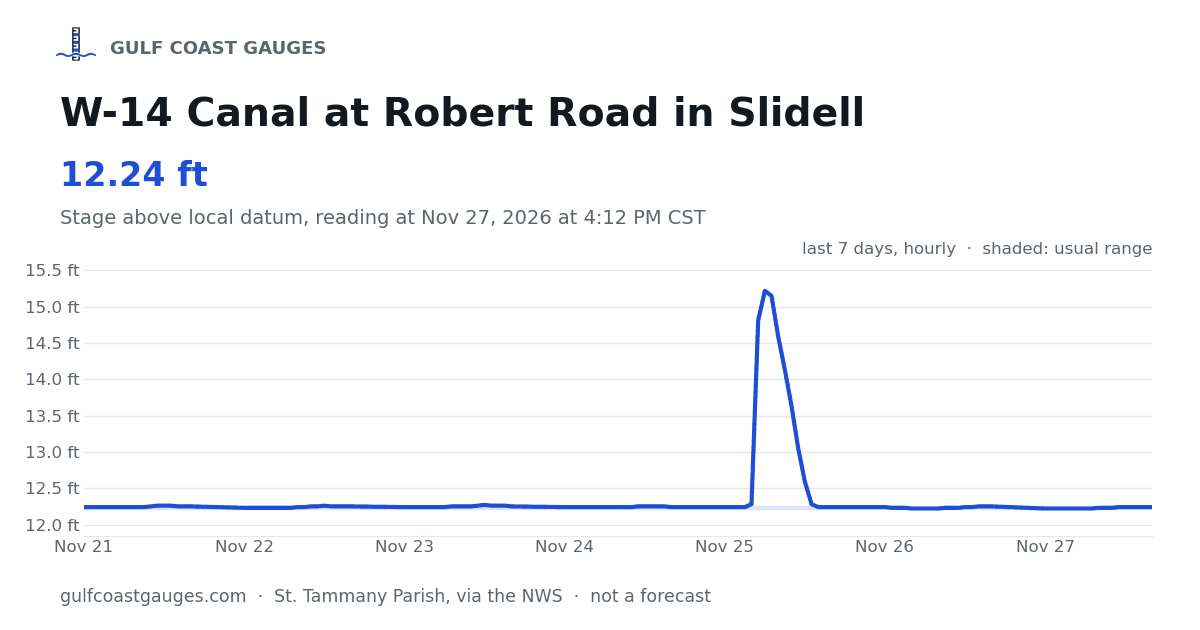 GULF COAST GAUGES
W-14 Canal at Robert Road in Slidell
12.24 ft
Stage above local datum, reading at Nov 27, 2026 at 4:12 PM CST
last 7 days, hourly · shaded: usual range
15.5 ft
15.0 ft
14.5 ft
14.0 ft
13.5 ft
13.0 ft
12.5 ft
12.0 ft
Nov 21 Nov 22 Nov 23 Nov 24 Nov 25 Nov 26 Nov 27
gulfcoastgauges.com · St. Tammany Parish, via the NWS · not a forecast